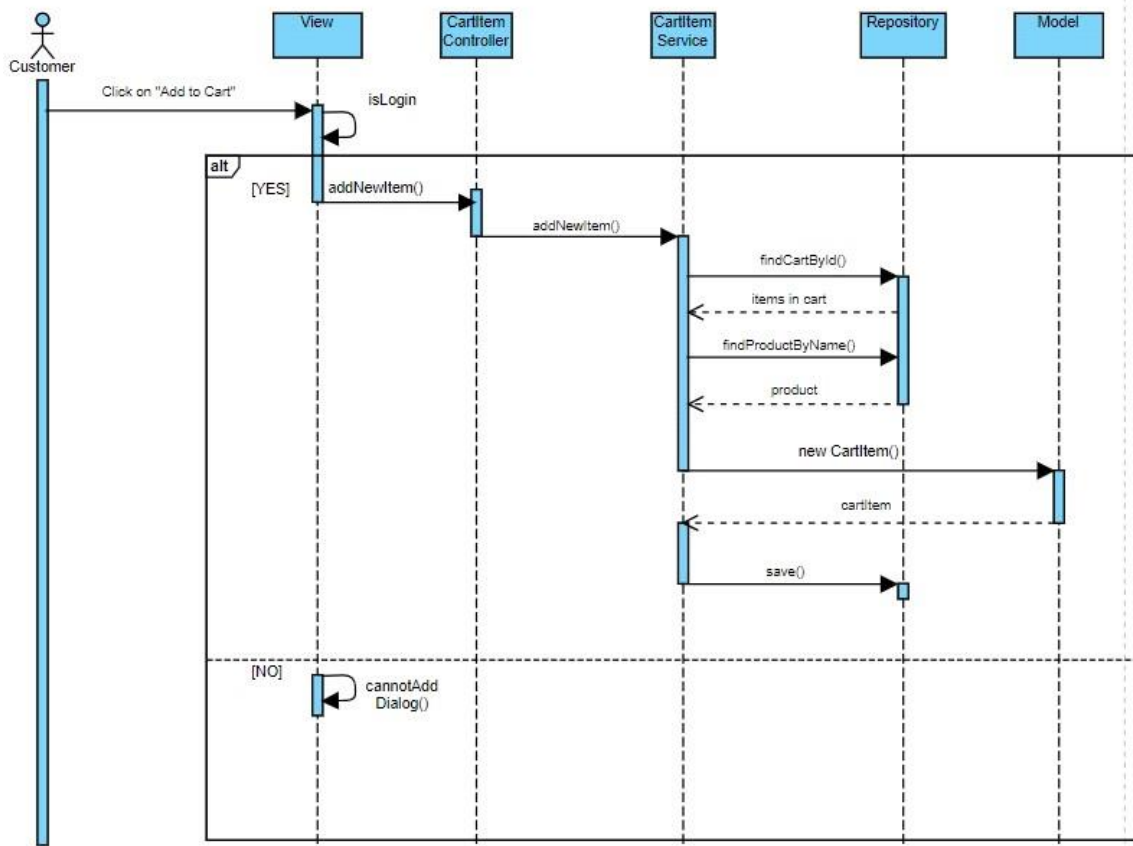 View
CartItem
Controller
CartItem
Service
Repository
Model
Customer
Click on "Add to Cart"
isLogin
alt
[YES]
addNewItem()
addNewItem()
findCartById()
items in cart
findProductByName()
product
new CartItem()
cartItem
save()
[NO]
cannotAdd
Dialog()